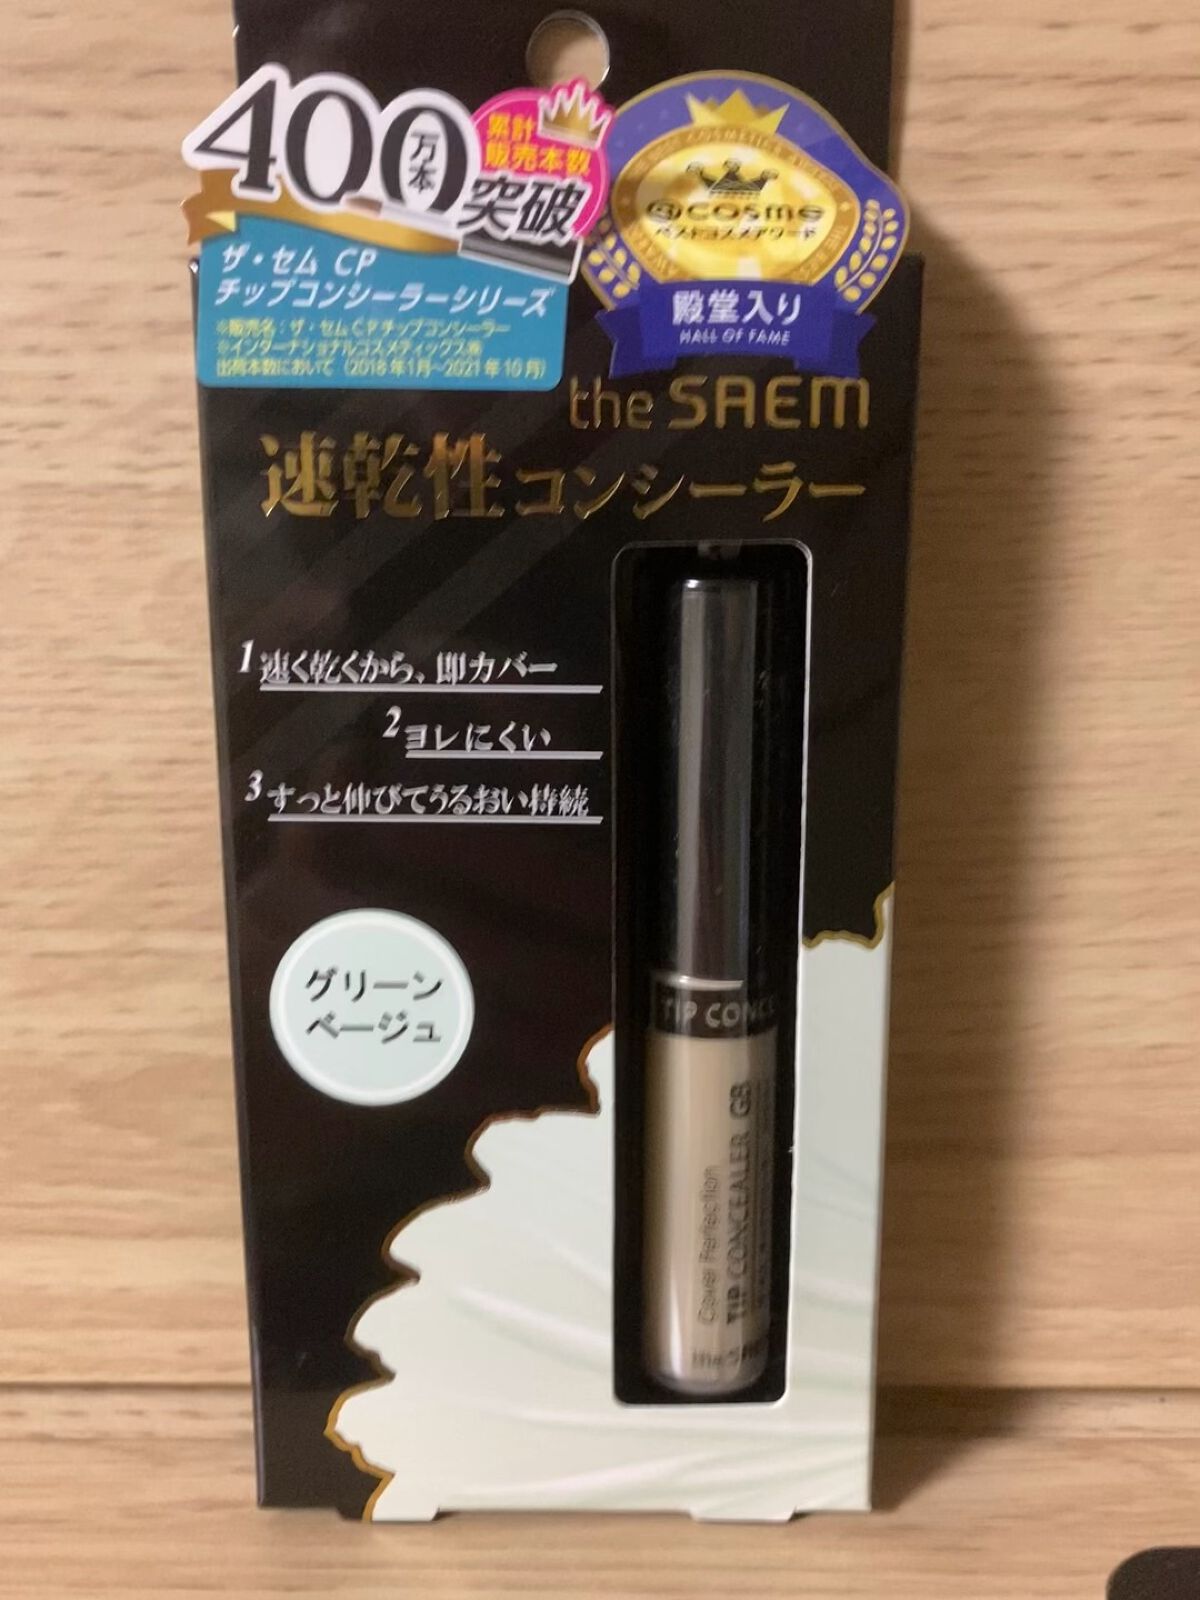 400万本
累計
販売本数
突破
ザ・セム CP
チップコンシーラーシリーズ
※販売名：ザ・セムCPチップコンシーラー
※インターナショナルコスメティックス㈱
出荷本数において（2018年1月～2021年10月）
@cosme
ベストコスメアワード
殿堂入り
HALL OF FAME
the SAEM
速乾性コンシーラー
1 速く乾くから、即カバー
2 ヨレにくい
3 すっと伸びてうるおい持続
グリーン
ベージュ
TIP CONCE
Cover Perfection
TIP CONCEALER GB